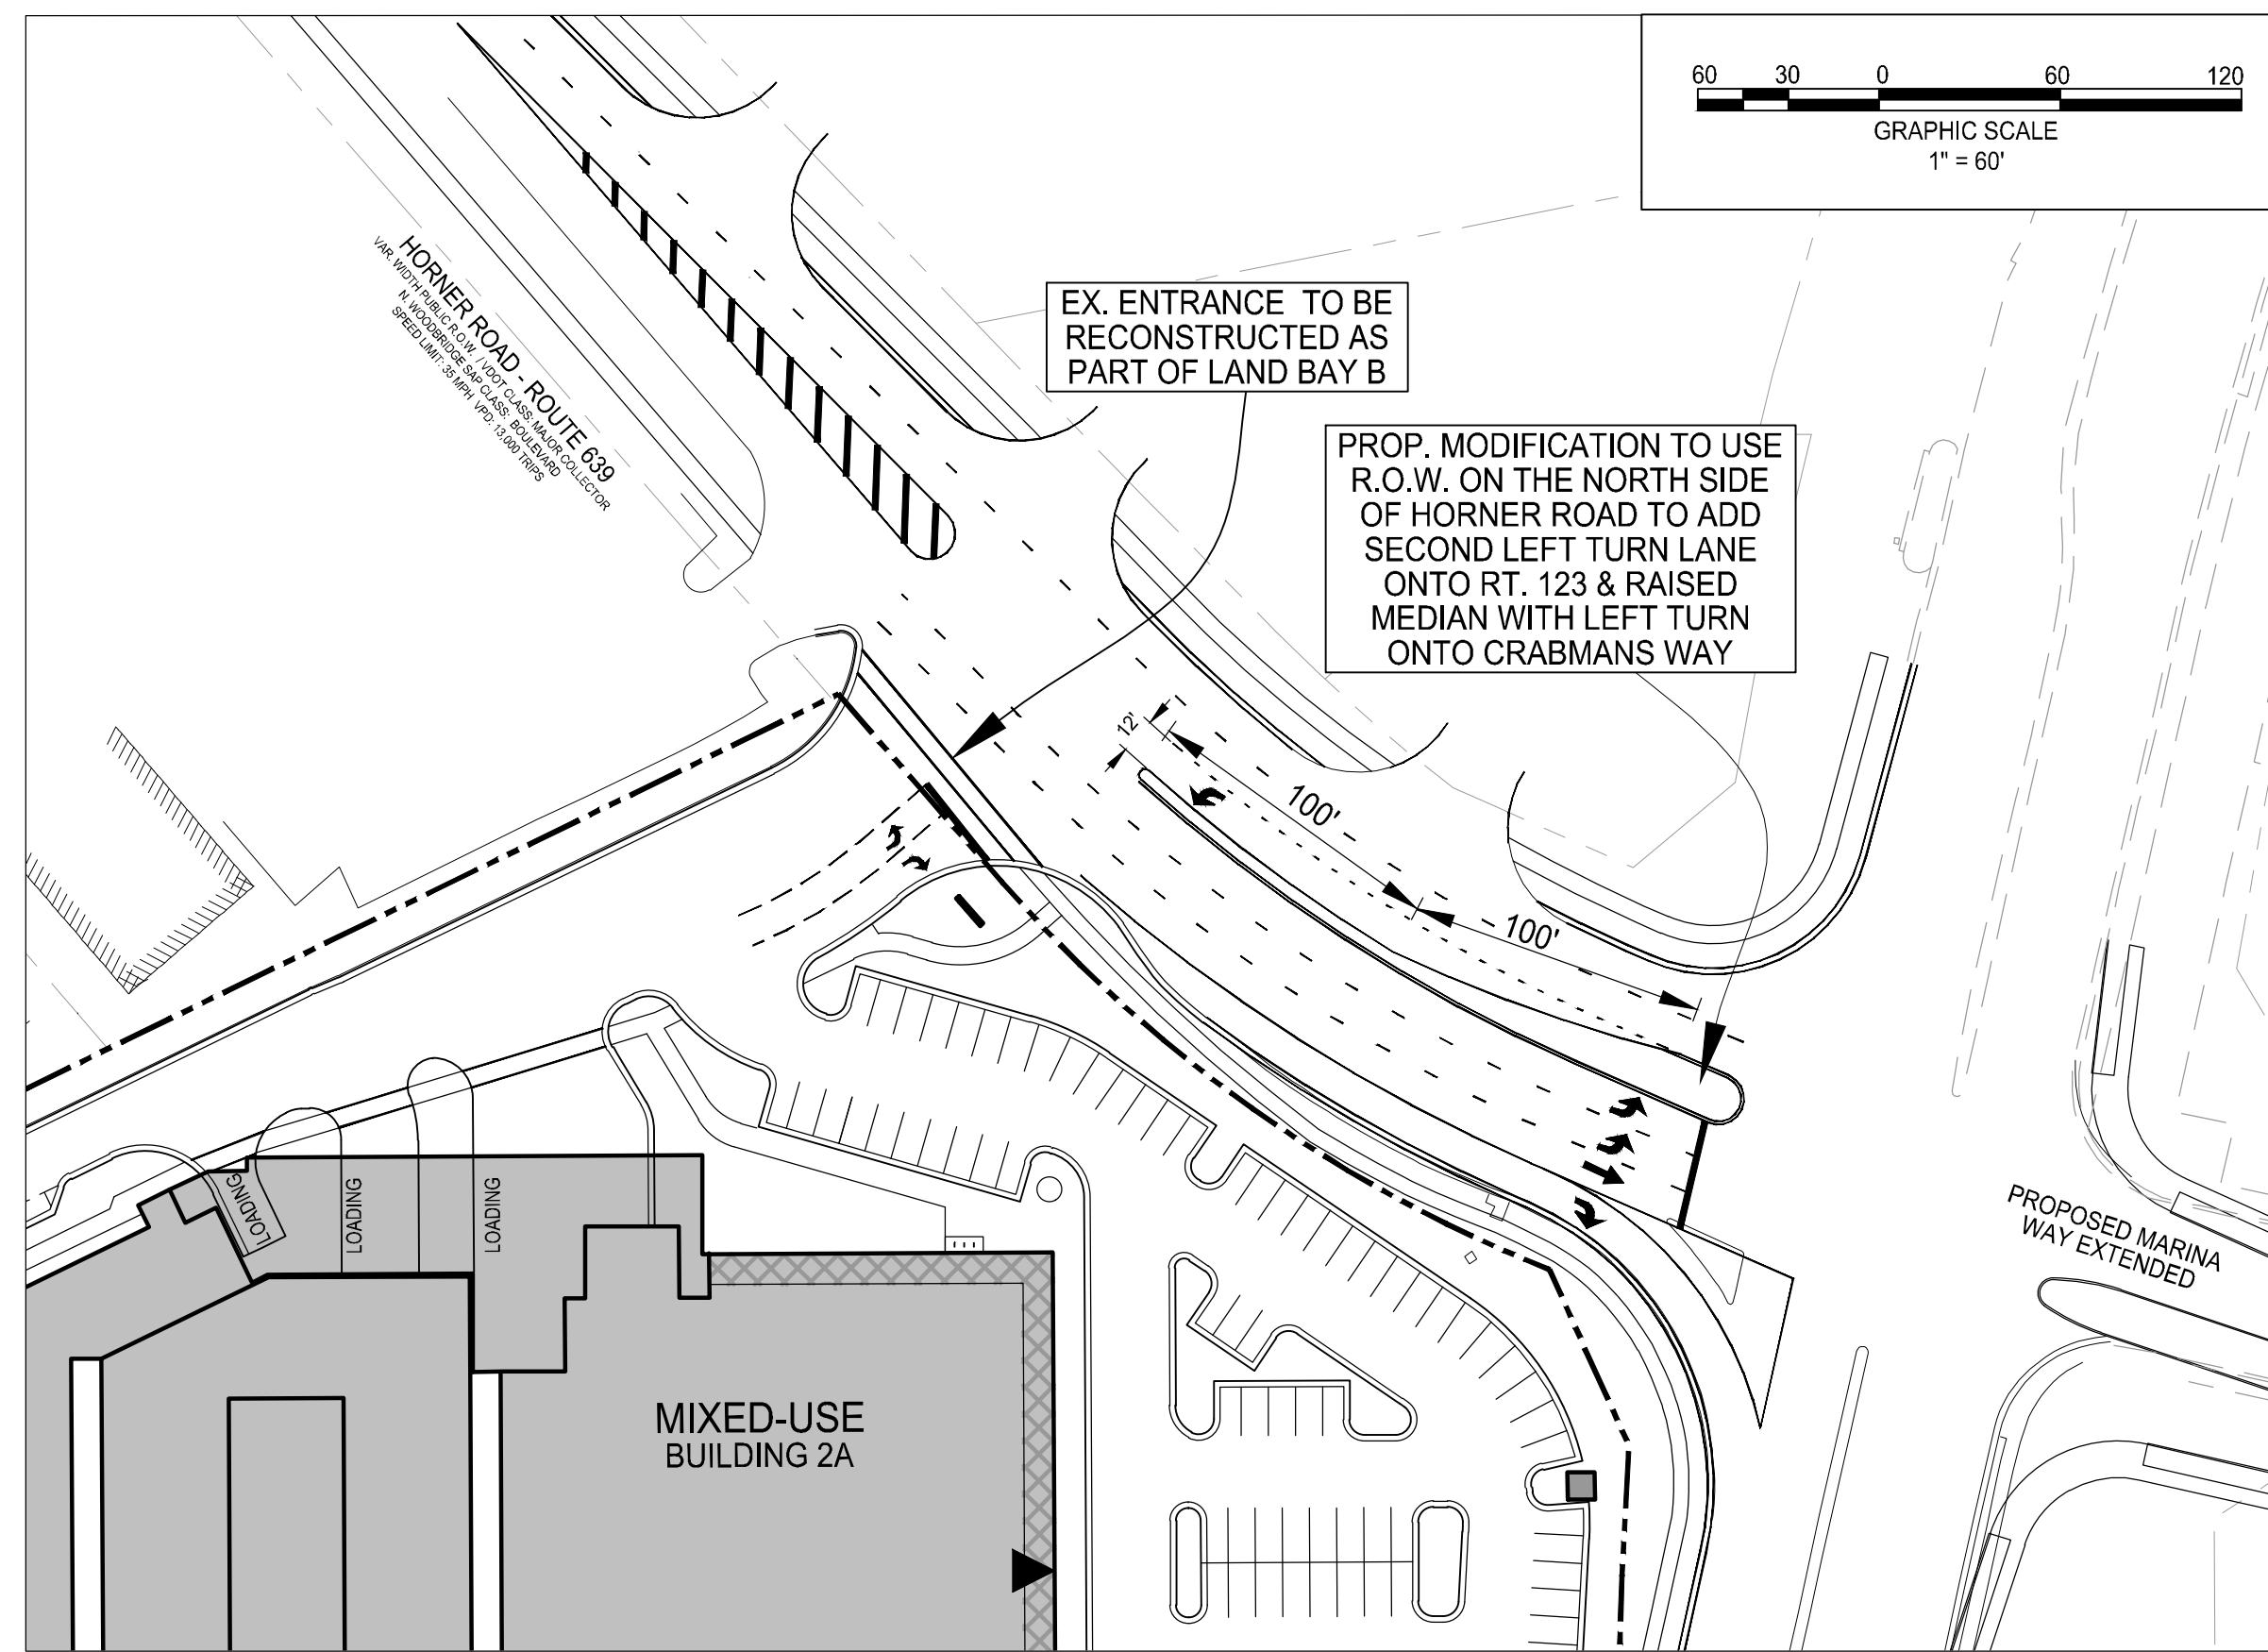 60 30 0 60 120
GRAPHIC SCALE
1" = 60'
HORNER ROAD - ROUTE 639
VAR. WIDTH PUBLIC R.O.W. / VDOT CLASS: MAJOR COLLECTOR
N. WOODBRIDGE SAP CLASS: BOULEVARD
SPEED LIMIT: 35 MPH VPD: 13,000 TRIPS
EX. ENTRANCE TO BE
RECONSTRUCTED AS
PART OF LAND BAY B
PROP. MODIFICATION TO USE
R.O.W. ON THE NORTH SIDE
OF HORNER ROAD TO ADD
SECOND LEFT TURN LANE
ONTO RT. 123 & RAISED
MEDIAN WITH LEFT TURN
ONTO CRABMANS WAY
12'
100'
100'
LOADING
LOADING
LOADING
PROPOSED MARINA
WAY EXTENDED
MIXED-USE
BUILDING 2A